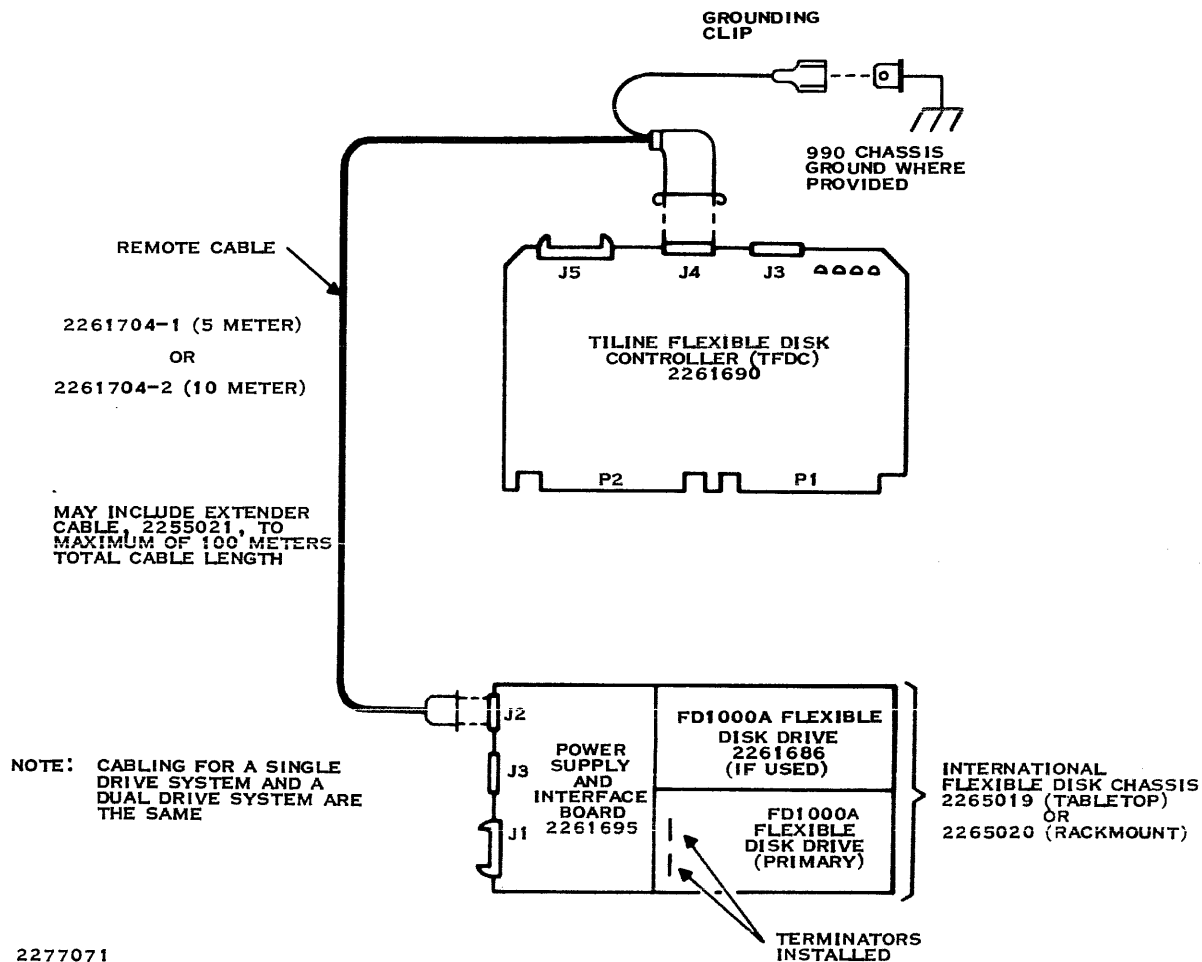 GROUNDING
CLIP
990 CHASSIS
GROUND WHERE
PROVIDED
REMOTE CABLE
2261704-1 (5 METER)
OR
2261704-2 (10 METER)
J5
J4
J3
TILINE FLEXIBLE DISK
CONTROLLER (TFDC)
2261690
P2
P1
MAY INCLUDE EXTENDER
CABLE, 2255021, TO
MAXIMUM OF 100 METERS
TOTAL CABLE LENGTH
J2
J3
J1
POWER
SUPPLY
AND
INTERFACE
BOARD
2261695
FD1000A FLEXIBLE
DISK DRIVE
2261686
(IF USED)
FD1000A
FLEXIBLE
DISK DRIVE
(PRIMARY)
INTERNATIONAL
FLEXIBLE DISK CHASSIS
2265019 (TABLETOP)
OR
2265020 (RACKMOUNT)
NOTE: CABLING FOR A SINGLE
DRIVE SYSTEM AND A
DUAL DRIVE SYSTEM ARE
THE SAME
TERMINATORS
INSTALLED
2277071